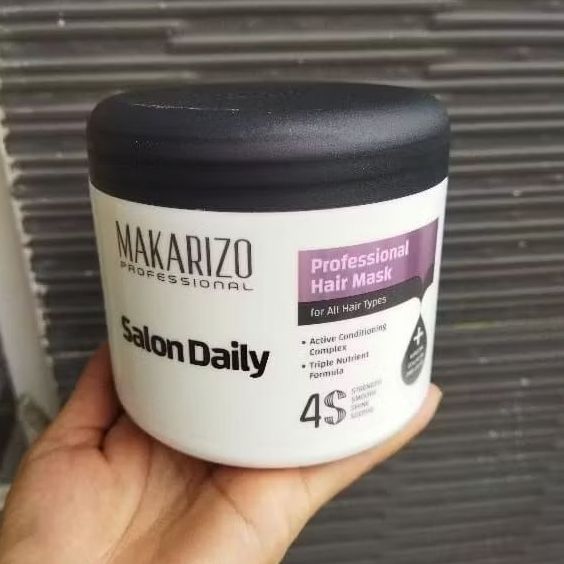 MAKARIZO
PROFESSIONAL
Salon Daily
Professional
Hair Mask
for All Hair Types
• Active Conditioning
Complex
• Triple Nutrient
Formula
4S
STRENGTH
SMOOTH
SHINE
+